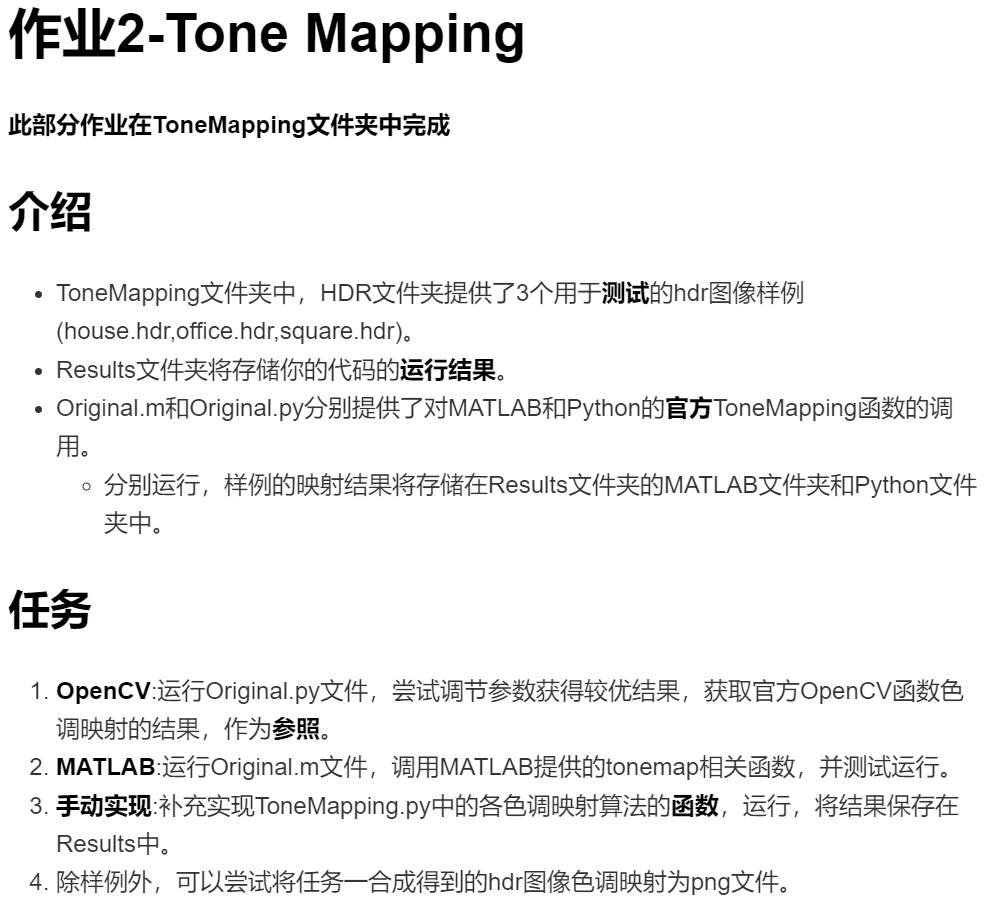 作业2-Tone Mapping
此部分作业在ToneMapping文件夹中完成
介绍
• ToneMapping文件夹中，HDR文件夹提供了3个用于测试的hdr图像样例
(house.hdr,office.hdr,square.hdr)。
• Results文件夹将存储你的代码的运行结果。
• Original.m和Original.py分别提供了对MATLAB和Python的官方ToneMapping函数的调
用。
◦ 分别运行，样例的映射结果将存储在Results文件夹的MATLAB文件夹和Python文件
夹中。
任务
1. OpenCV:运行Original.py文件，尝试调节参数获得较优结果，获取官方OpenCV函数色
调映射的结果，作为参照。
2. MATLAB:运行Original.m文件，调用MATLAB提供的tonemap相关函数，并测试运行。
3. 手动实现:补充实现ToneMapping.py中的各色调映射算法的函数，运行，将结果保存在
Results中。
4. 除样例外，可以尝试将任务一合成得到的hdr图像色调映射为png文件。